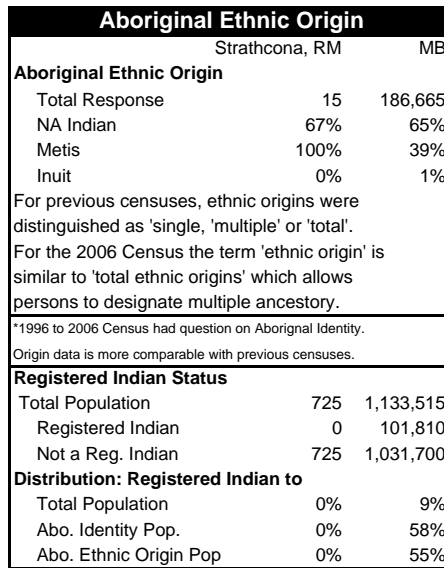 Aboriginal Ethnic Origin
Strathcona, RM MB
Aboriginal Ethnic Origin
Total Response 15 186,665
NA Indian 67% 65%
Metis 100% 39%
Inuit 0% 1%
For previous censuses, ethnic origins were
distinguished as 'single, 'multiple' or 'total'.
For the 2006 Census the term 'ethnic origin' is
similar to 'total ethnic origins' which allows
persons to designate multiple ancestory.
*1996 to 2006 Census had question on Aborignal Identity.
Origin data is more comparable with previous censuses.
Registered Indian Status
Total Population 725 1,133,515
Registered Indian 0 101,810
Not a Reg. Indian 725 1,031,700
Distribution: Registered Indian to
Total Population 0% 9%
Abo. Identity Pop. 0% 58%
Abo. Ethnic Origin Pop 0% 55%